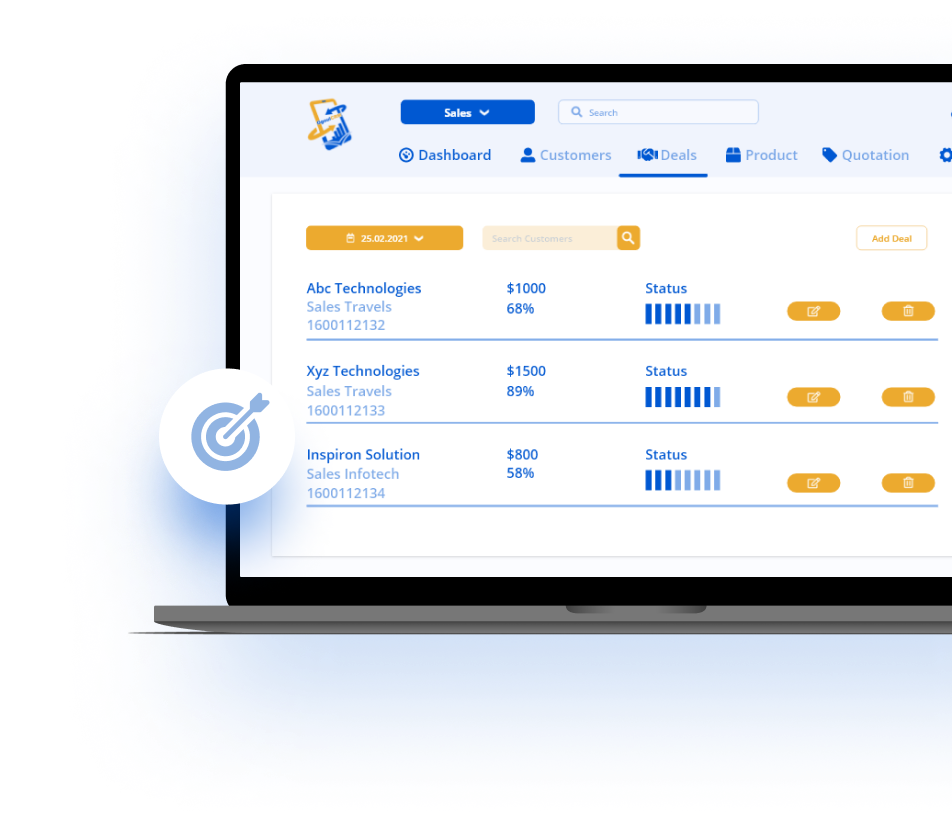 Sales
Search
Dashboard Customers Deals Product Quotation
25.02.2021 Search Customers Add Deal
Abc Technologies $1000 Status
Sales Travels 68%
1600112132
Xyz Technologies $1500 Status
Sales Travels 89%
1600112133
Inspiron Solution $800 Status
Sales Infotech 58%
1600112134